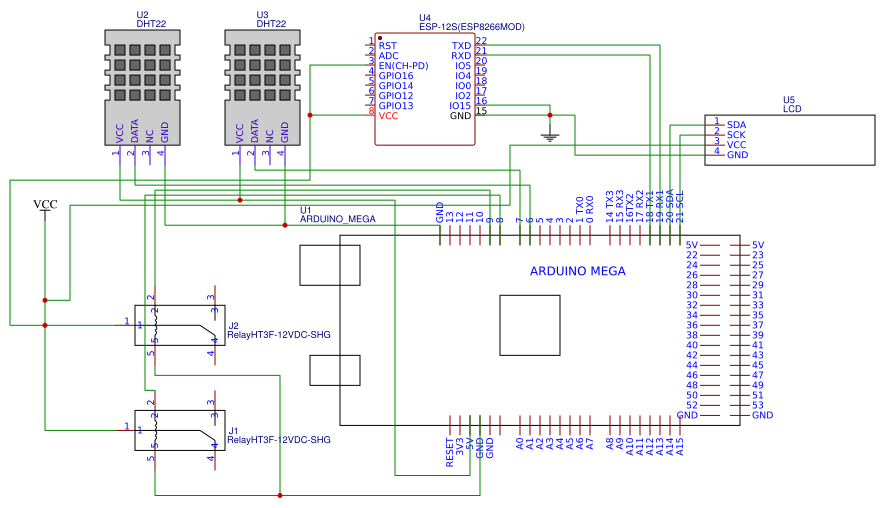 U2
DHT22
VCC
DATA
NC
GND
1
2
3
4
U3
DHT22
VCC
DATA
NC
GND
1
2
3
4
U4
ESP-12S(ESP8266MOD)
1 RST
2 ADC
3 EN(CH-PD)
4 GPIO16
5 GPIO14
6 GPIO12
7 GPIO13
8 VCC
TXD 22
RXD 21
IO5 20
IO4 19
IO0 18
IO2 17
IO15 16
GND 15
U5
LCD
1 SDA
2 SCK
3 VCC
4 GND
VCC
U1
ARDUINO_MEGA
GND
13
12
11
10
9
8
7
6
5
4
3
2
1 TX0
0 RX0
14 TX3
15 RX3
16TX2
17 RX2
18 TX1
19 RX1
20 SDA
21 SCL
ARDUINO MEGA
5V 5V
22 23
24 25
26 27
28 29
30 31
32 33
34 35
36 37
38 39
40 41
42 43
44 45
46 47
48 49
50 51
52 53
GND GND
RESET
3V3
5V
GND
GND
A0
A1
A2
A3
A4
A5
A6
A7
A8
A9
A10
A11
A12
A13
A14
A15
J2
RelayHT3F-12VDC-SHG
1 1
2 2
3 3
4 4
5 5
J1
RelayHT3F-12VDC-SHG
1 1
2 2
3 3
4 4
5 5